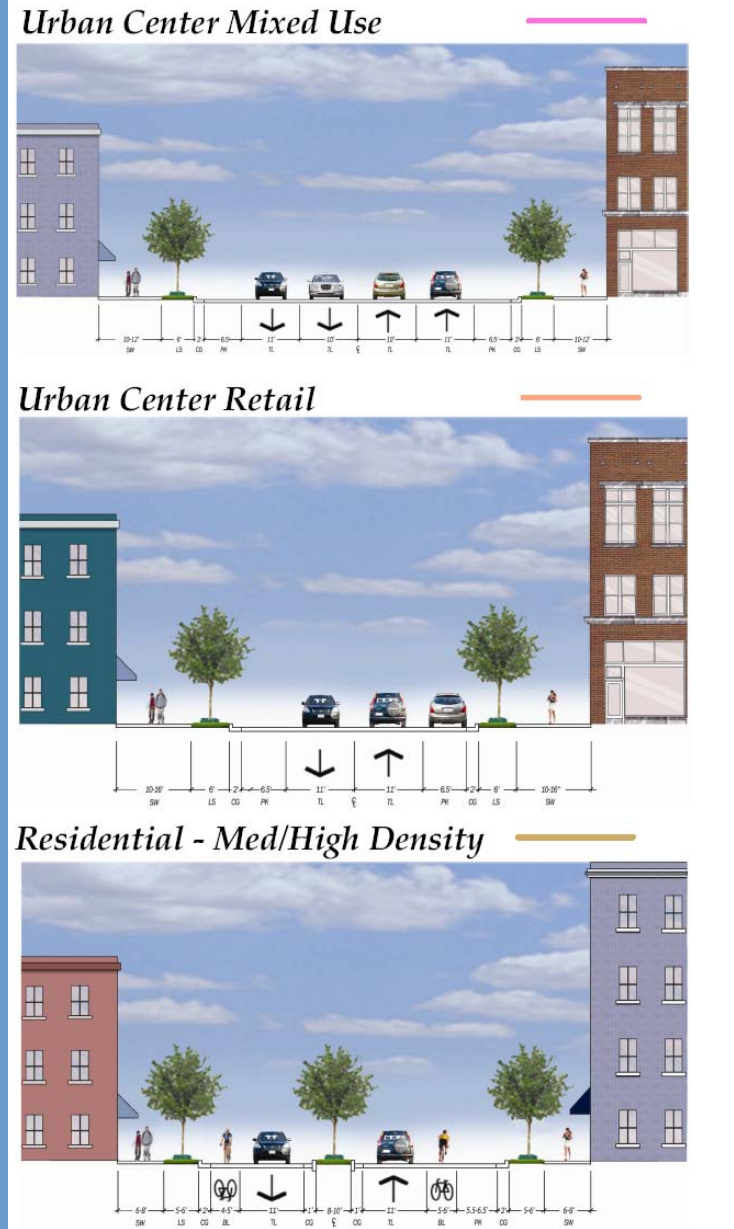 Urban Center Mixed Use
10-12' 6' 2' 6.5' 11' 10' 10' 11' 6.5' 2' 6' 10-12'
SW LS CG PK TL TL ℄ TL TL PK CG LS SW
Urban Center Retail
10-16' 6' 2' 6.5' 11' 11' 6.5' 2' 6' 10-16'
SW LS CG PK TL ℄ TL PK CG LS SW
Residential - Med/High Density
6-8' 5-6' 2' 4-5' 11' 1' 8-10' 1' 11' 5-6' 5.5-6.5' 2' 5-6' 6-8'
SW LS CG BL TL CG ℄ CG TL BL PK CG SW